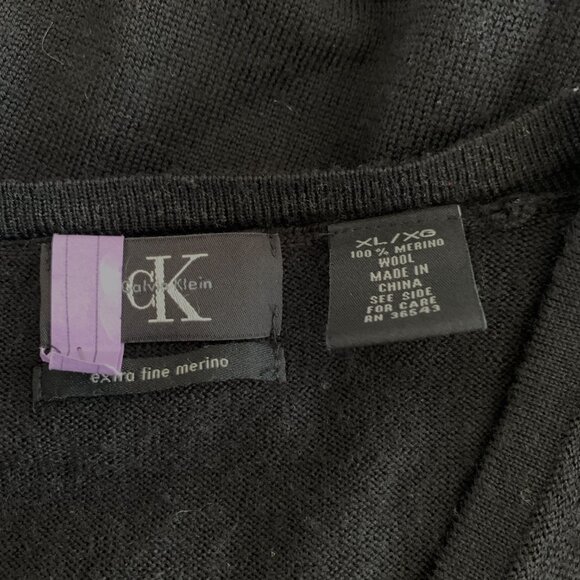 cK
Calvin Klein
extra fine merino
XL/XG
100% MERINO
WOOL
MADE IN
CHINA
SEE SIDE
FOR CARE
RN 36543